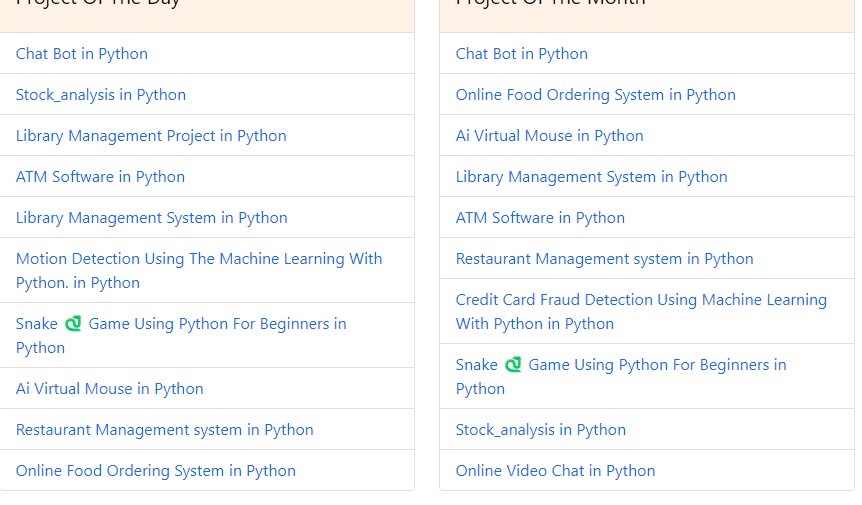 Project Of The Day
Chat Bot in Python
Stock_analysis in Python
Library Management Project in Python
ATM Software in Python
Library Management System in Python
Motion Detection Using The Machine Learning With
Python. in Python
Snake Game Using Python For Beginners in
Python
Ai Virtual Mouse in Python
Restaurant Management system in Python
Online Food Ordering System in Python
Project Of The Month
Chat Bot in Python
Online Food Ordering System in Python
Ai Virtual Mouse in Python
Library Management System in Python
ATM Software in Python
Restaurant Management system in Python
Credit Card Fraud Detection Using Machine Learning
With Python in Python
Snake Game Using Python For Beginners in
Python
Stock_analysis in Python
Online Video Chat in Python